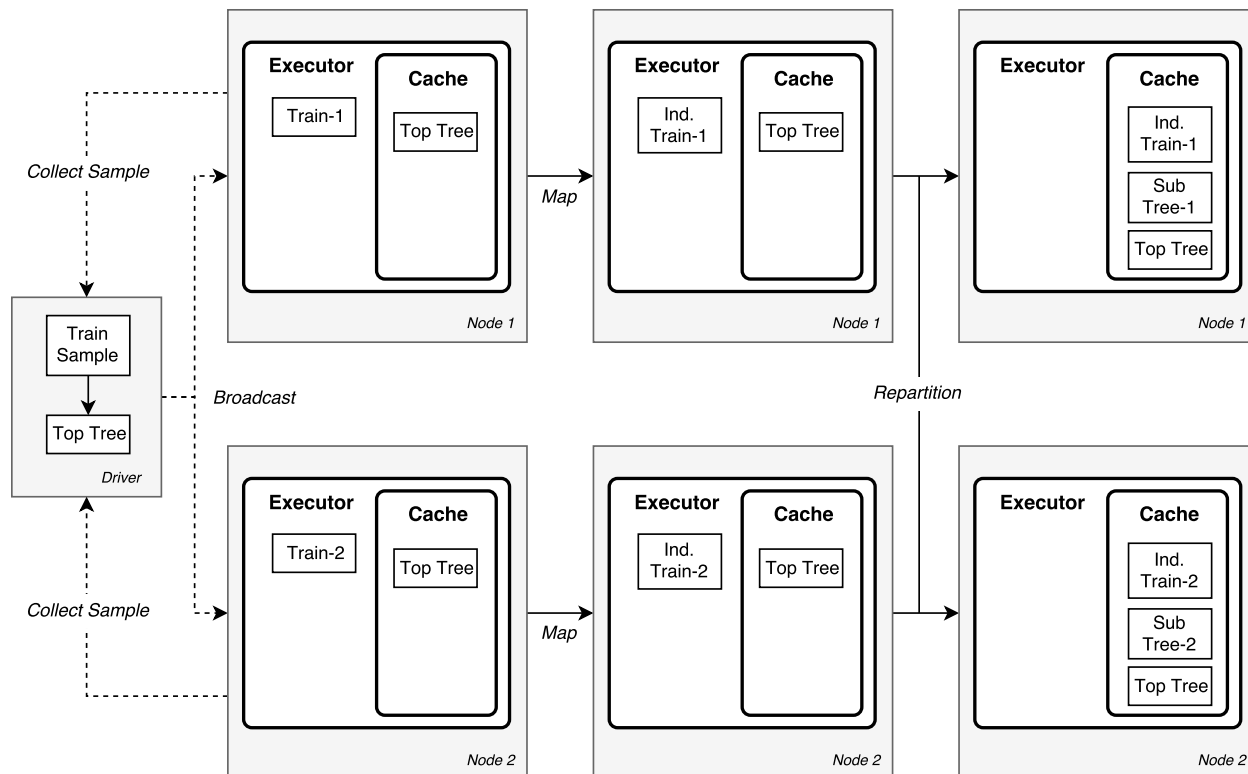 Executor
Cache
Train-1
Top Tree
Node 1
Map
Executor
Cache
Ind.
Train-1
Top Tree
Node 1
Executor
Cache
Ind.
Train-1
Sub
Tree-1
Top Tree
Node 1
Collect Sample
Train
Sample
Top Tree
Driver
Broadcast
Repartition
Collect Sample
Executor
Cache
Train-2
Top Tree
Node 2
Map
Executor
Cache
Ind.
Train-2
Top Tree
Node 2
Executor
Cache
Ind.
Train-2
Sub
Tree-2
Top Tree
Node 2